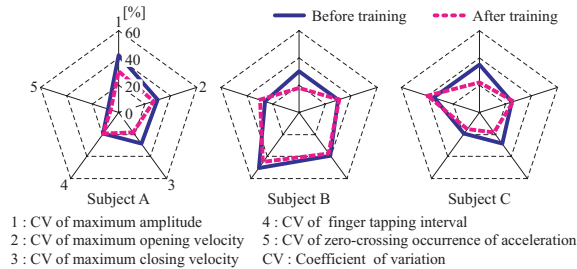 [%]
Before training
After training
1
60
40
20
0
5
2
4
3
Subject A
Subject B
Subject C
1 : CV of maximum amplitude
2 : CV of maximum opening velocity
3 : CV of maximum closing velocity
4 : CV of finger tapping interval
5 : CV of zero-crossing occurrence of acceleration
CV : Coefficient of variation